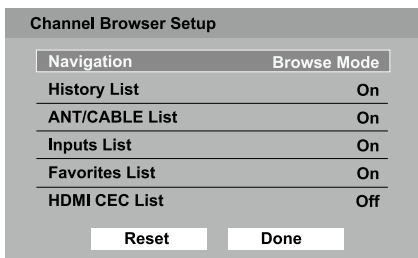 Channel Browser Setup
Navigation Browse Mode
History List On
ANT/CABLE List On
Inputs List On
Favorites List On
HDMI CEC List Off
Reset Done